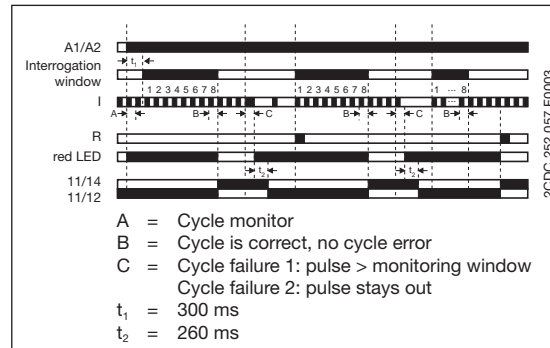 A1/A2
t1
Interrogation
window
1 2 3 4 5 6 7 8
1 2 3 4 5 6 7 8
1 ... 8
I
A
B
C
B
C
B
R
red LED
t2
t2
11/14
11/12
A = Cycle monitor
B = Cycle is correct, no cycle error
C = Cycle failure 1: pulse > monitoring window
Cycle failure 2: pulse stays out
t1 = 300 ms
t2 = 260 ms
2CDC 252 057 F0003